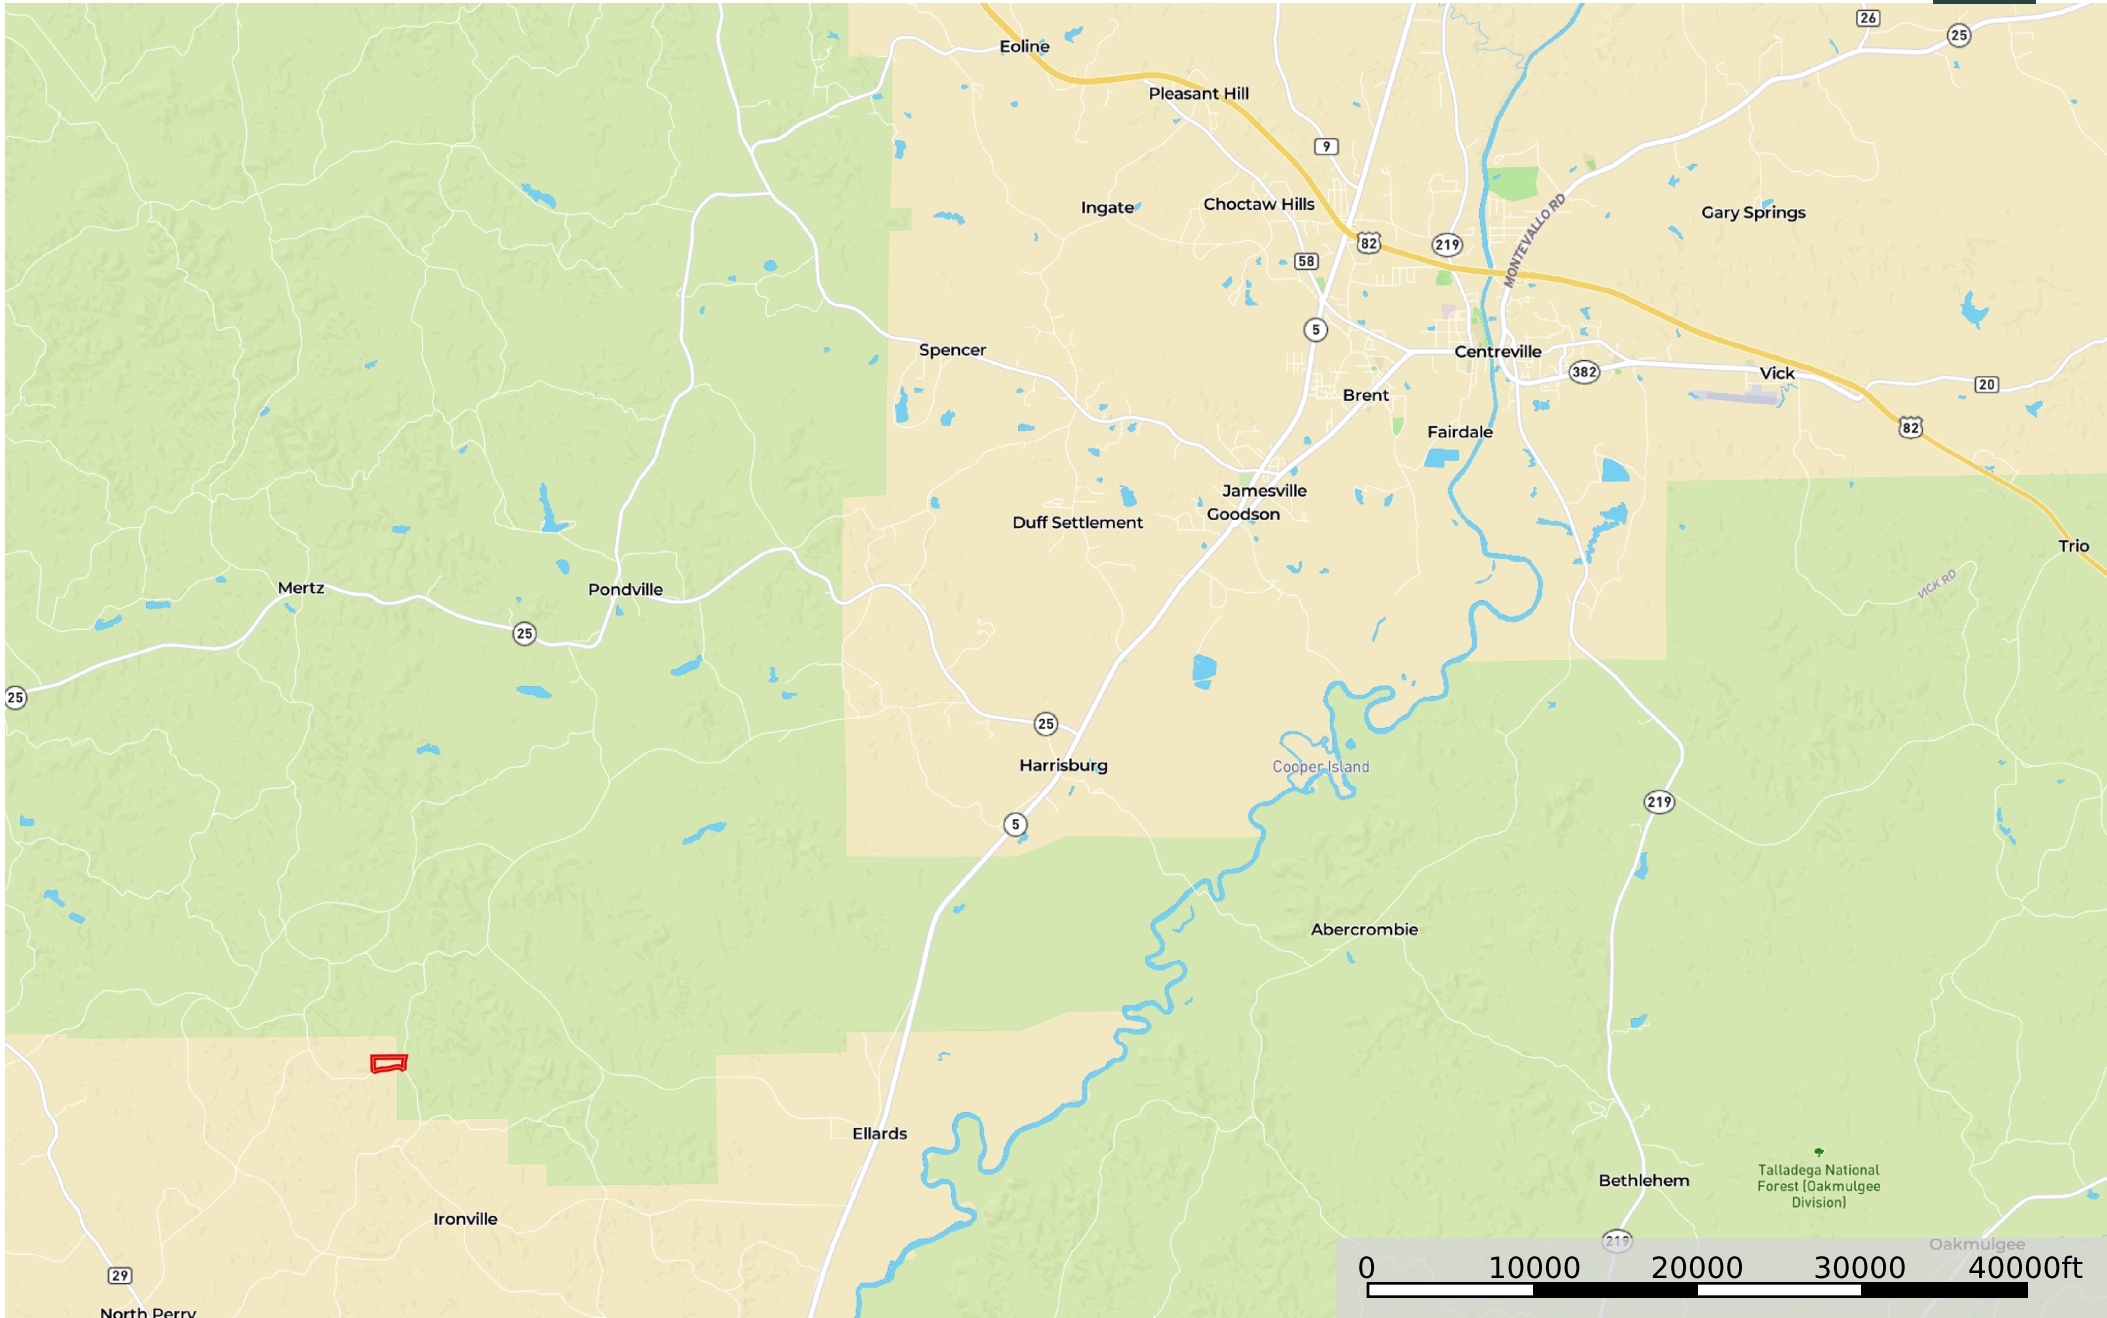 26
25
Eoline
Pleasant Hill
9
Ingate
Choctaw Hills
MONTEVALLO RD
Gary Springs
82
219
58
5
Spencer
Centreville
382
Vick
20
Brent
82
Fairdale
Jamesville
Goodson
Duff Settlement
Trio
VICK RD
Mertz
Pondville
25
25
25
Harrisburg
Cooper Island
219
5
Abercrombie
Ellards
Bethlehem
Talladega National
Forest (Oakmulgee
Division)
Ironville
219
Oakmulgee
29
North Perry
0 10000 20000 30000 40000ft